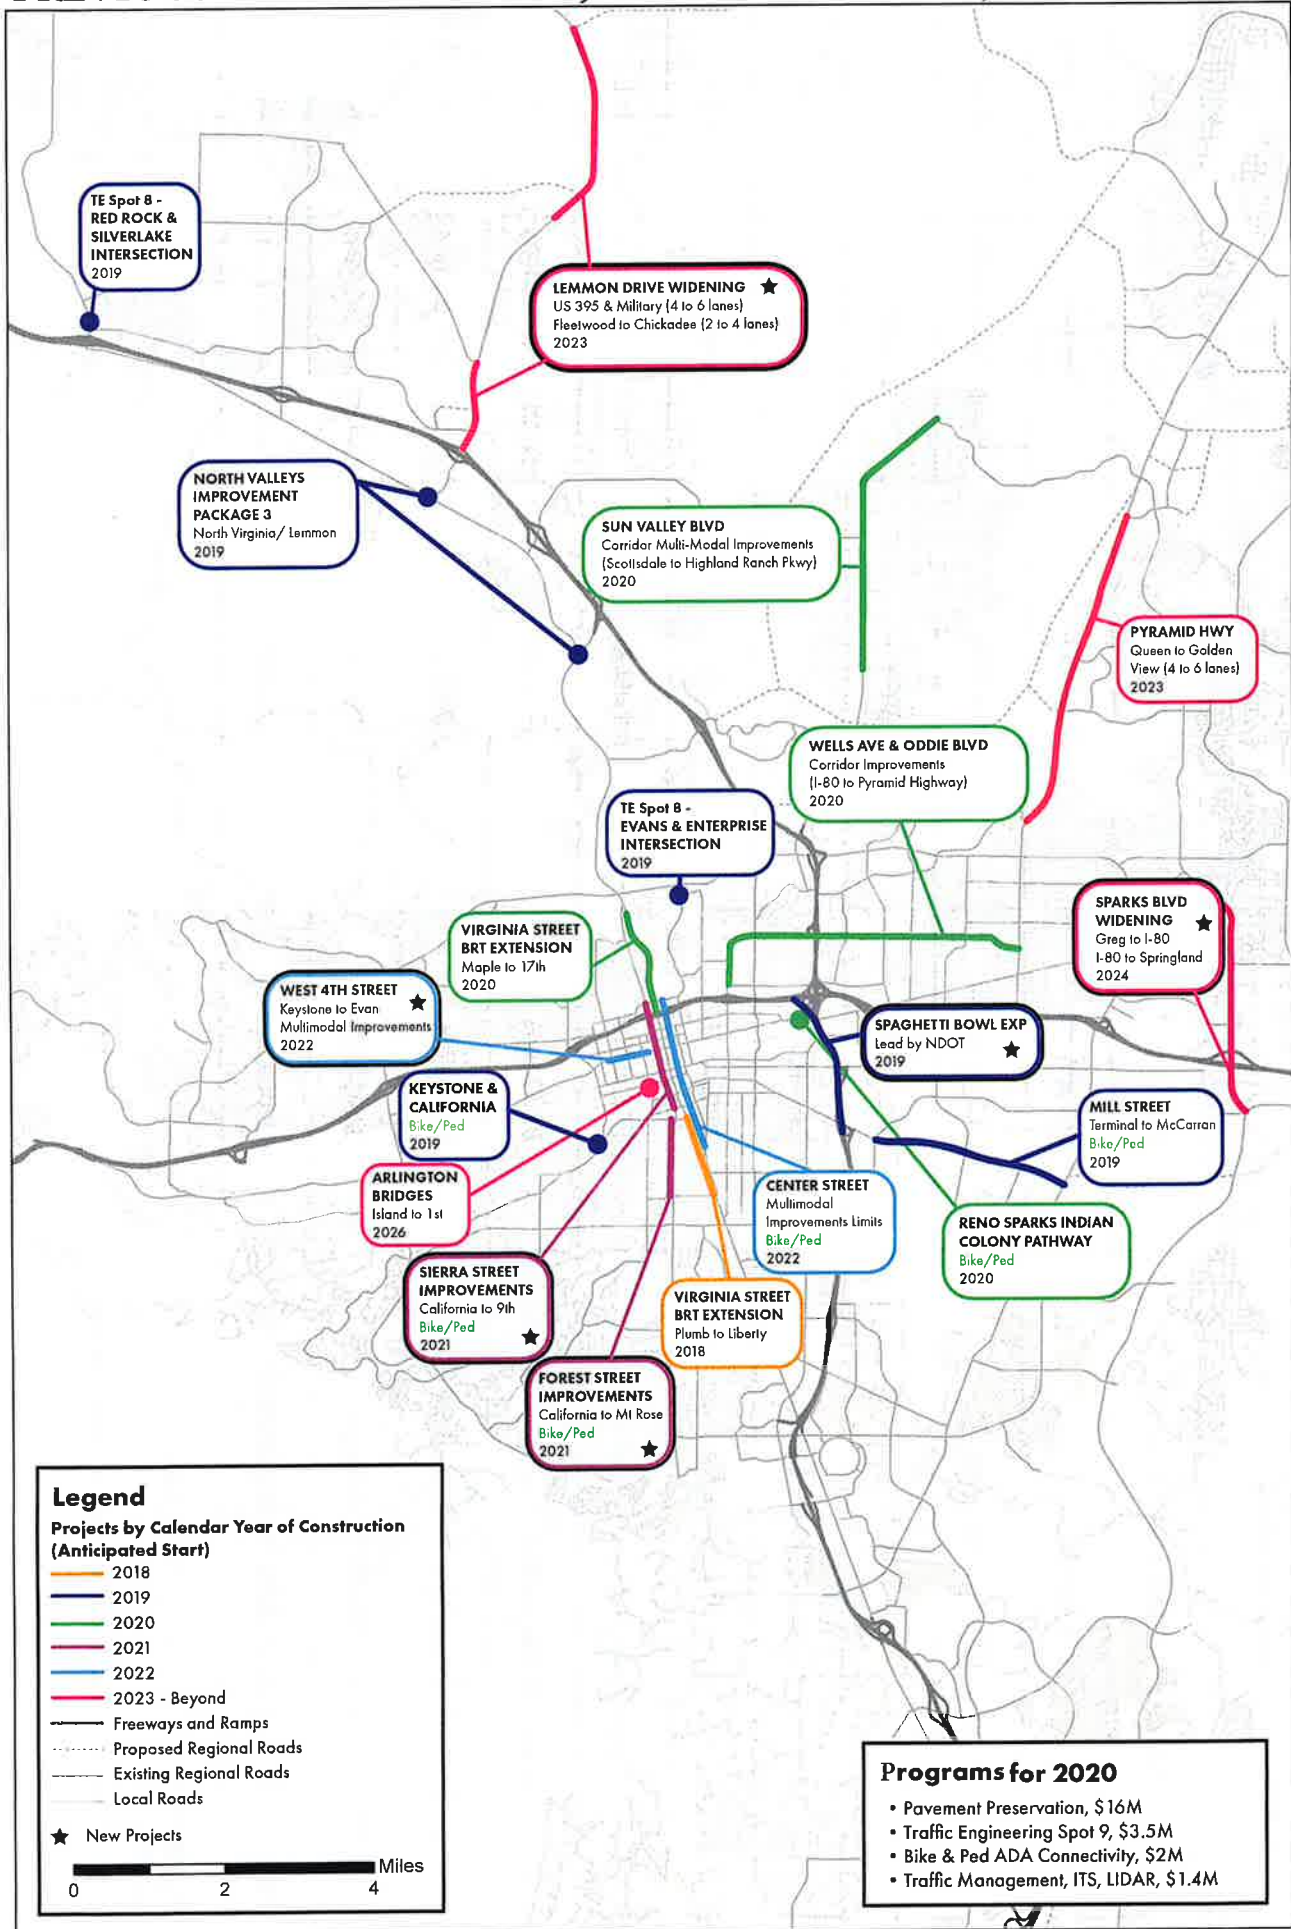 TE Spot 8 -
RED ROCK &
SILVERLAKE
INTERSECTION
2019
LEMMON DRIVE WIDENING ★
US 395 & Military (4 to 6 lanes)
Fleetwood to Chickadee (2 to 4 lanes)
2023
NORTH VALLEYS
IMPROVEMENT
PACKAGE 3
North Virginia/ Lemmon
2019
SUN VALLEY BLVD
Corridor Multi-Modal Improvements
(Scottsdale to Highland Ranch Pkwy)
2020
PYRAMID HWY
Queen to Golden
View (4 to 6 lanes)
2023
WELLS AVE & ODDIE BLVD
Corridor Improvements
(I-80 to Pyramid Highway)
2020
TE Spot 8 -
EVANS & ENTERPRISE
INTERSECTION
2019
SPARKS BLVD
WIDENING ★
Greg to I-80
I-80 to Springland
2024
VIRGINIA STREET
BRT EXTENSION
Maple to 17th
2020
WEST 4TH STREET
Keystone to Evan ★
Multimodal Improvements
2022
SPAGHETTI BOWL EXP
Lead by NDOT
2019 ★
KEYSTONE &
CALIFORNIA
Bike/Ped
2019
MILL STREET
Terminal to McCarran
Bike/Ped
2019
ARLINGTON
BRIDGES
Island to 1st
2026
CENTER STREET
Multimodal
Improvements Limits
Bike/Ped
2022
RENO SPARKS INDIAN
COLONY PATHWAY
Bike/Ped
2020
SIERRA STREET
IMPROVEMENTS
California to 9th
Bike/Ped
2021 ★
VIRGINIA STREET
BRT EXTENSION
Plumb to Liberty
2018
FOREST STREET
IMPROVEMENTS
California to Mt Rose
Bike/Ped
2021 ★
Legend
Projects by Calendar Year of Construction
(Anticipated Start)
2018
2019
2020
2021
2022
2023 - Beyond
Freeways and Ramps
Proposed Regional Roads
Existing Regional Roads
Local Roads
★ New Projects
Miles
0 2 4
Programs for 2020
• Pavement Preservation, $16M
• Traffic Engineering Spot 9, $3.5M
• Bike & Ped ADA Connectivity, $2M
• Traffic Management, ITS, LIDAR, $1.4M